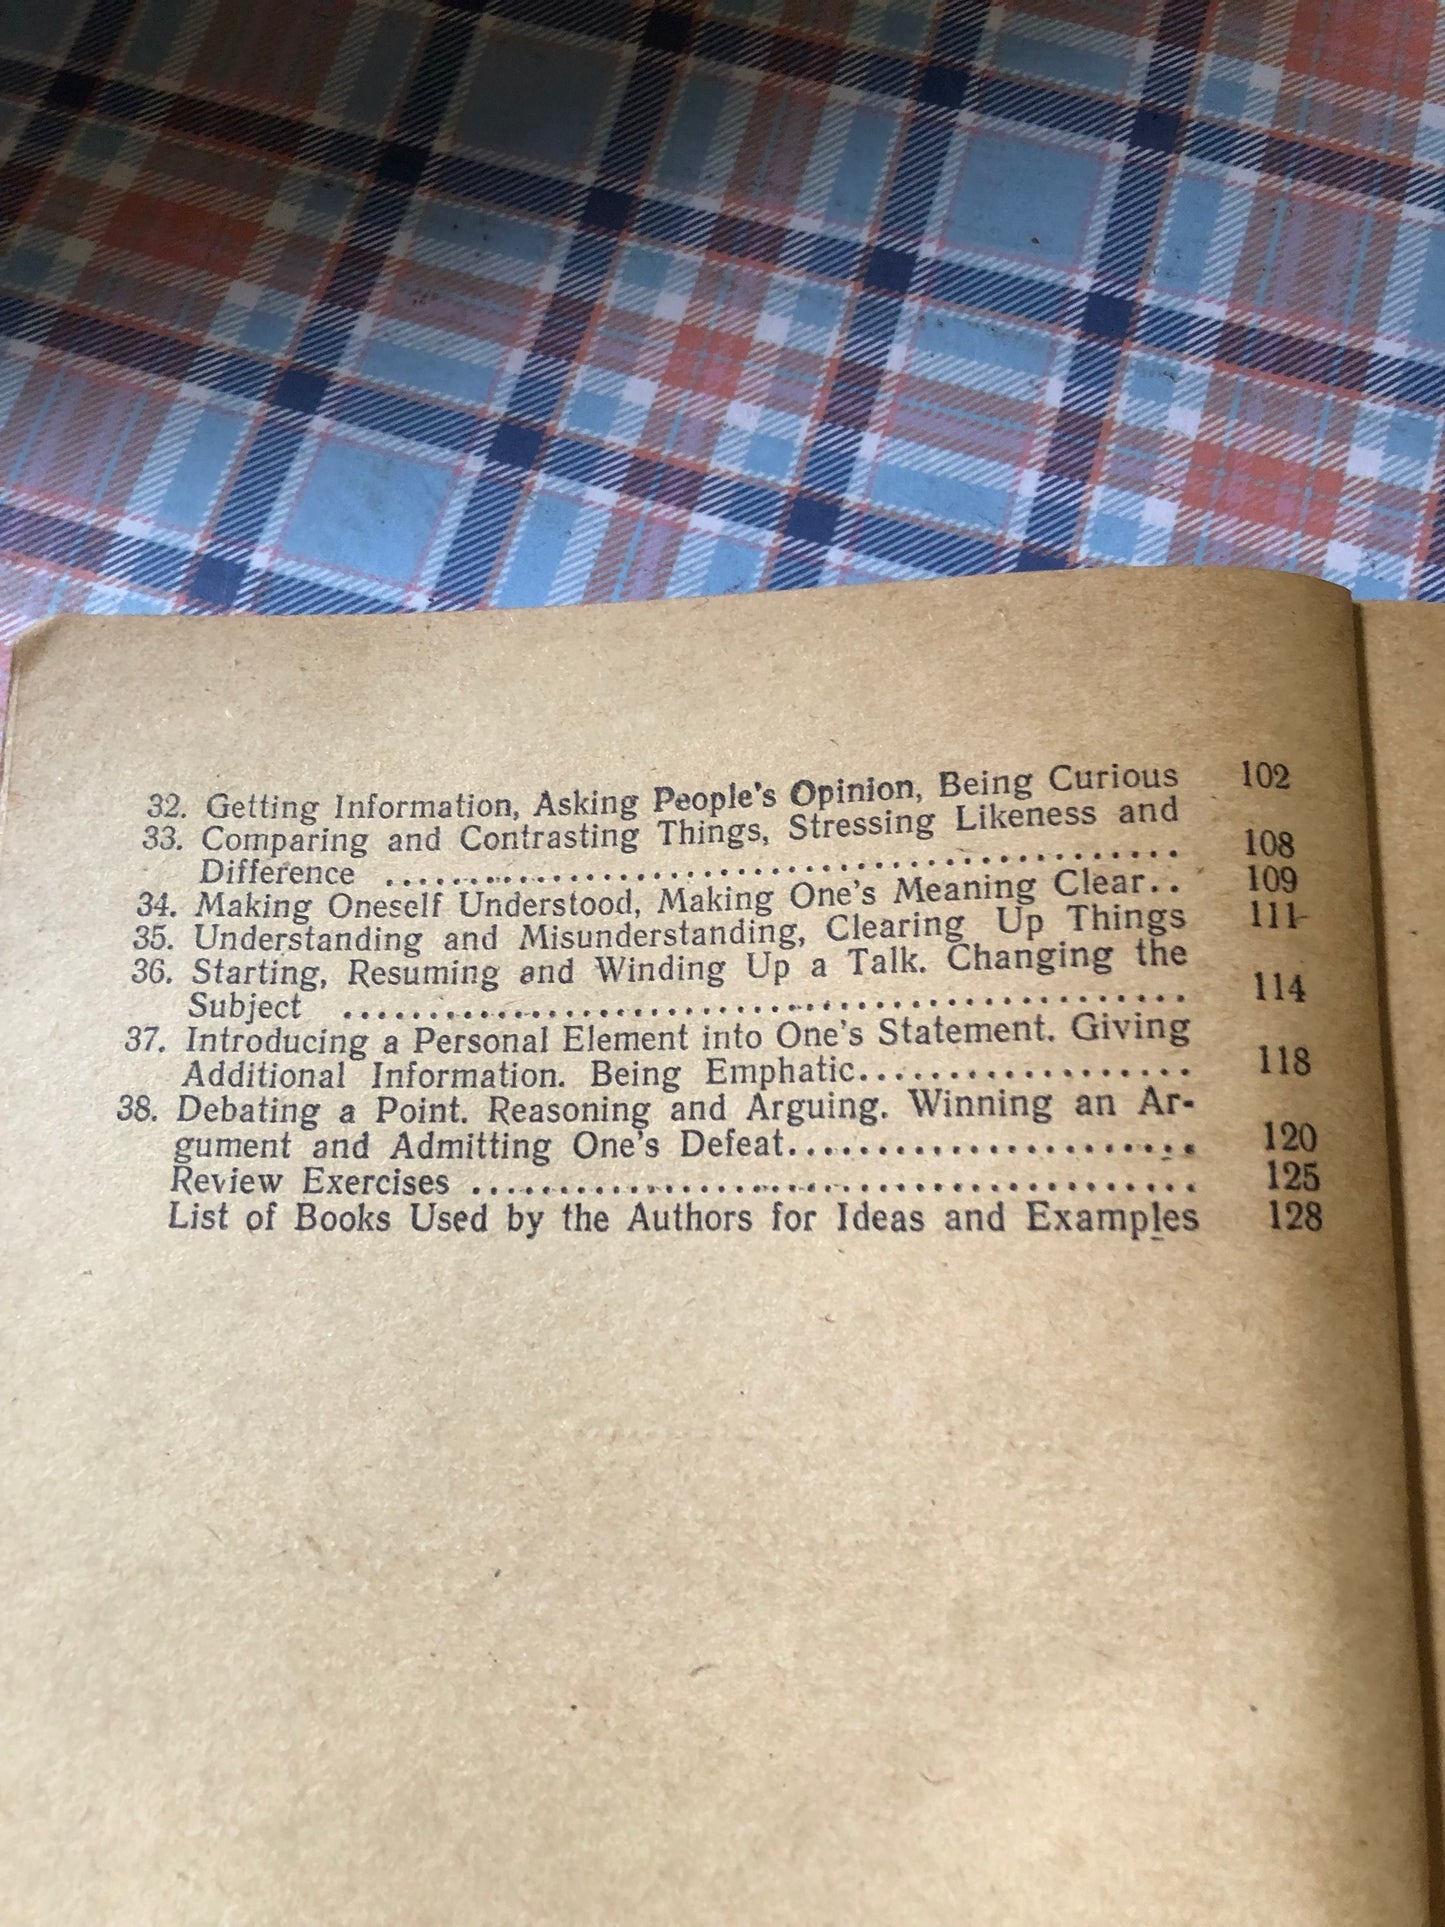 32. Getting Information, Asking People's Opinion, Being Curious 102
33. Comparing and Contrasting Things, Stressing Likeness and
Difference ........................................ 108
34. Making Oneself Understood, Making One's Meaning Clear.. 109
35. Understanding and Misunderstanding, Clearing Up Things 111
36. Starting, Resuming and Winding Up a Talk. Changing the
Subject ........................................ 114
37. Introducing a Personal Element into One's Statement. Giving
Additional Information. Being Emphatic................... 118
38. Debating a Point. Reasoning and Arguing. Winning an Ar-
gument and Admitting One's Defeat........................ 120
Review Exercises ........................................ 125
List of Books Used by the Authors for Ideas and Examples 128